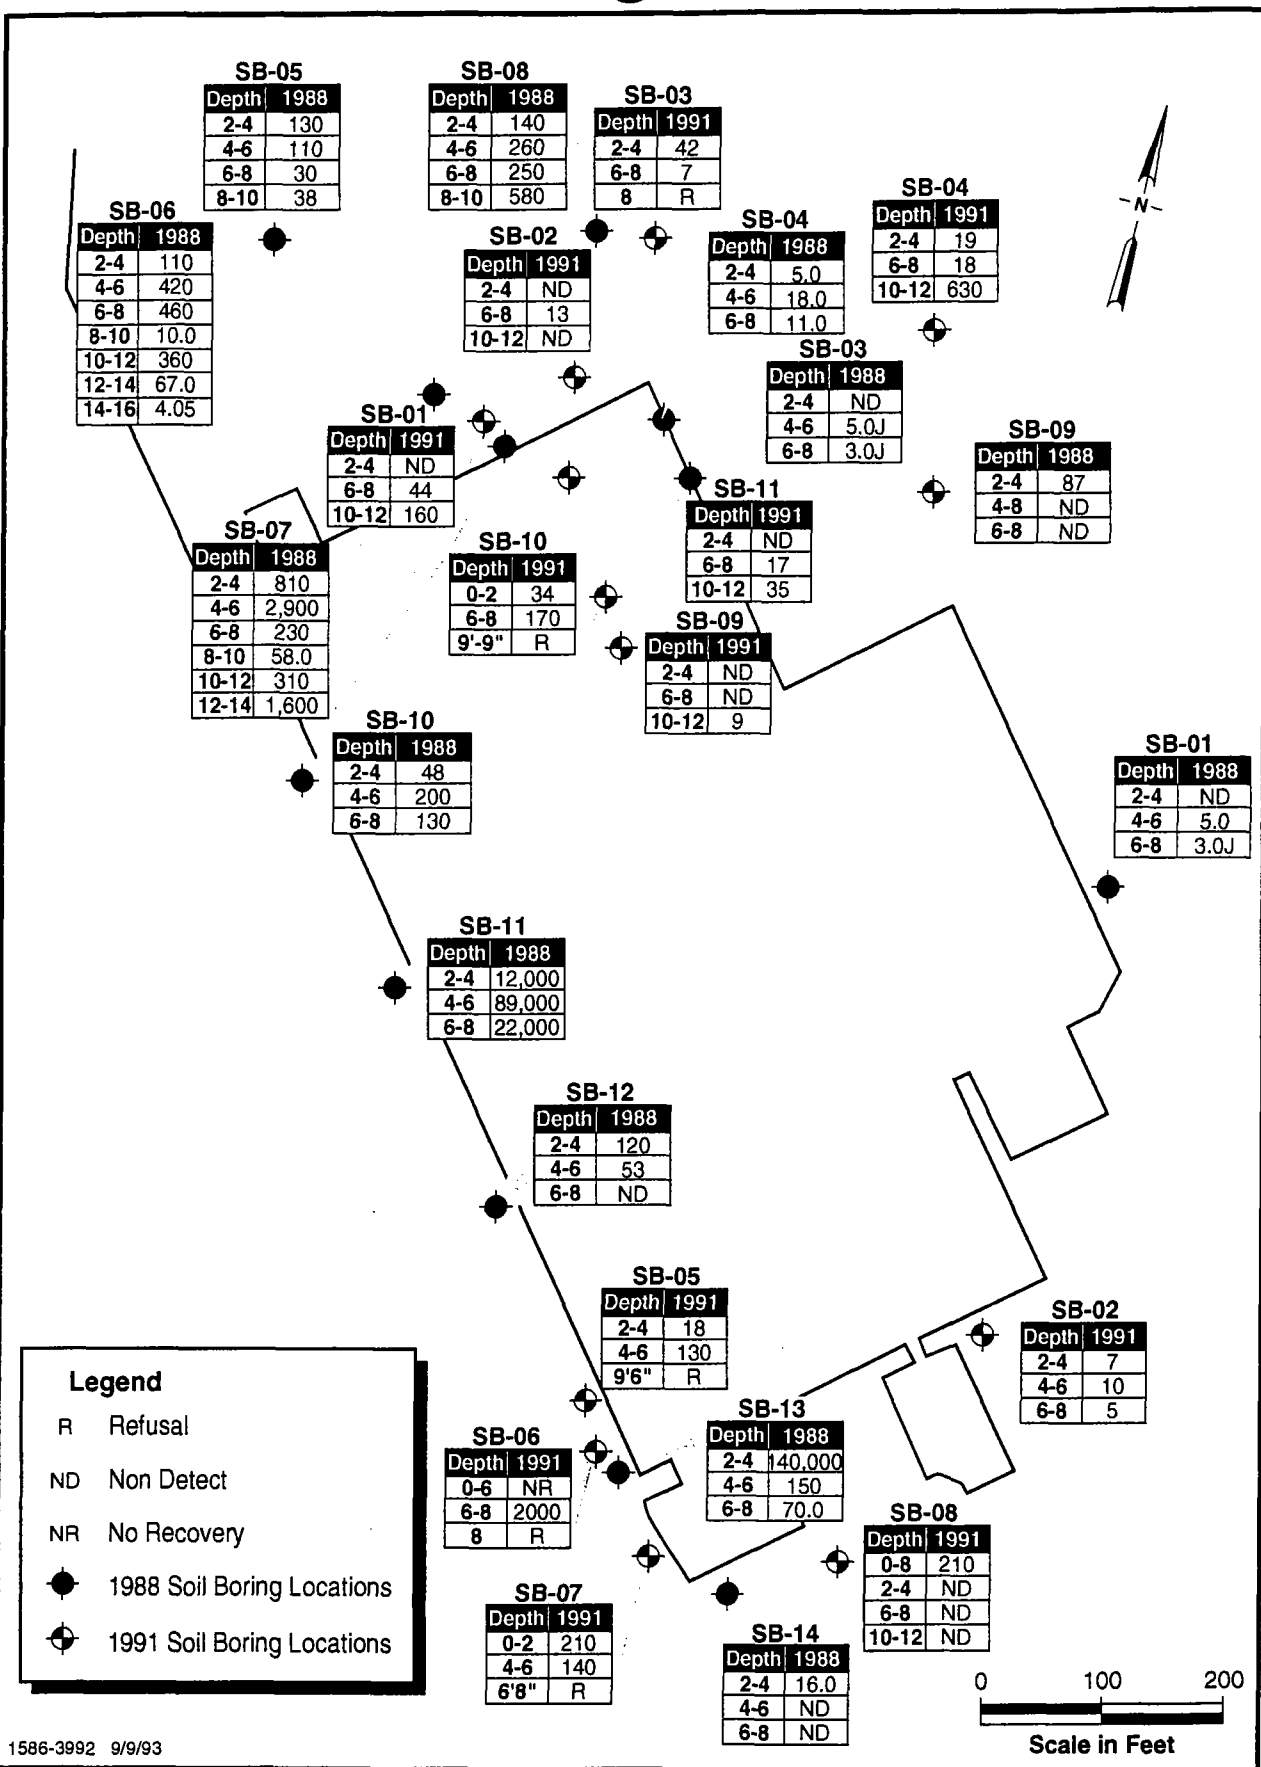 SB-05
Depth 1988
2-4 130
4-6 110
6-8 30
8-10 38
SB-08
Depth 1988
2-4 140
4-6 260
6-8 250
8-10 580
SB-03
Depth 1991
2-4 42
6-8 7
8 R
SB-04
Depth 1991
2-4 19
6-8 18
10-12 630
N
SB-06
Depth 1988
2-4 110
4-6 420
6-8 460
8-10 10.0
10-12 360
12-14 67.0
14-16 4.05
SB-02
Depth 1991
2-4 ND
6-8 13
10-12 ND
SB-04
Depth 1988
2-4 5.0
4-6 18.0
6-8 11.0
SB-03
Depth 1988
2-4 ND
4-6 5.0J
6-8 3.0J
SB-01
Depth 1991
2-4 ND
6-8 44
10-12 160
SB-09
Depth 1988
2-4 87
4-8 ND
6-8 ND
SB-11
Depth 1991
2-4 ND
6-8 17
10-12 35
SB-07
Depth 1988
2-4 810
4-6 2,900
6-8 230
8-10 58.0
10-12 310
12-14 1,600
SB-10
Depth 1991
0-2 34
6-8 170
9'-9" R
SB-09
Depth 1991
2-4 ND
6-8 ND
10-12 9
SB-10
Depth 1988
2-4 48
4-6 200
6-8 130
SB-01
Depth 1988
2-4 ND
4-6 5.0
6-8 3.0J
SB-11
Depth 1988
2-4 12,000
4-6 89,000
6-8 22,000
SB-12
Depth 1988
2-4 120
4-6 53
6-8 ND
SB-05
Depth 1991
2-4 18
4-6 130
9'6" R
SB-02
Depth 1991
2-4 7
4-6 10
6-8 5
SB-13
Depth 1988
2-4 140,000
4-6 150
6-8 70.0
SB-06
Depth 1991
0-6 NR
6-8 2000
8 R
SB-08
Depth 1991
0-8 210
2-4 ND
6-8 ND
10-12 ND
SB-07
Depth 1991
0-2 210
4-6 140
6'8" R
SB-14
Depth 1988
2-4 16.0
4-6 ND
6-8 ND
Legend
R Refusal
ND Non Detect
NR No Recovery
1988 Soil Boring Locations
1991 Soil Boring Locations
0 100 200
Scale in Feet
1586-3992 9/9/93